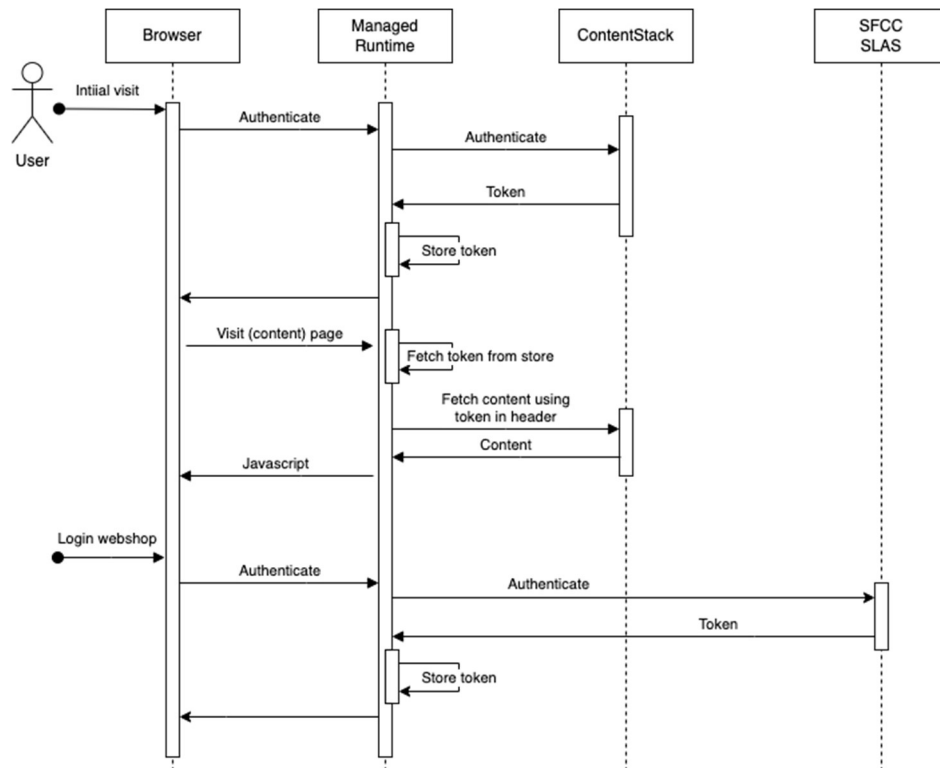 Browser
Managed
Runtime
ContentStack
SFCC
SLAS
Intiial visit
User
Authenticate
Authenticate
Token
Store token
Visit (content) page
Fetch token from store
Fetch content using
token in header
Content
Javascript
Login webshop
Authenticate
Authenticate
Token
Store token